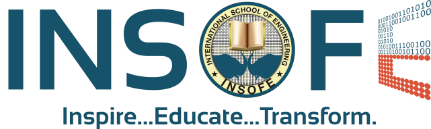 INSOFE
INTERNATIONAL SCHOOL OF ENGINEERING
INSOFE
Inspire...Educate...Transform.